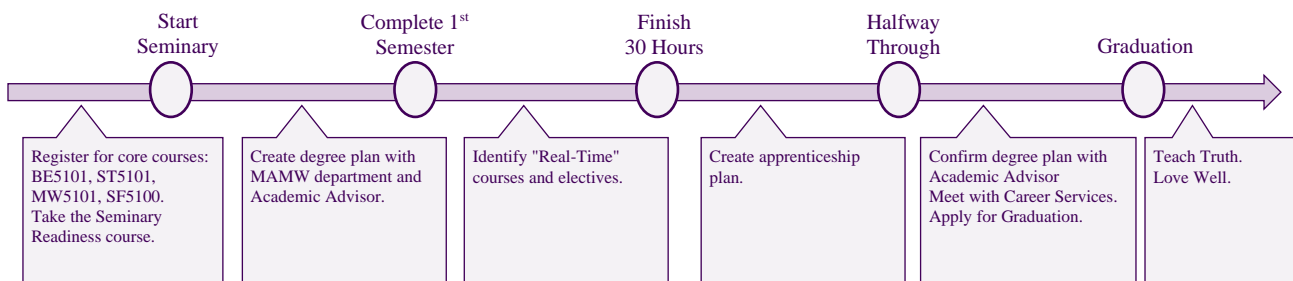 Start
Seminary
Complete 1st
Semester
Finish
30 Hours
Halfway
Through
Graduation
Register for core courses:
BE5101, ST5101,
MW5101, SF5100.
Take the Seminary
Readiness course.
Create degree plan with
MAMW department and
Academic Advisor.
Identify "Real-Time"
courses and electives.
Create apprenticeship
plan.
Confirm degree plan with
Academic Advisor
Meet with Career Services.
Apply for Graduation.
Teach Truth.
Love Well.